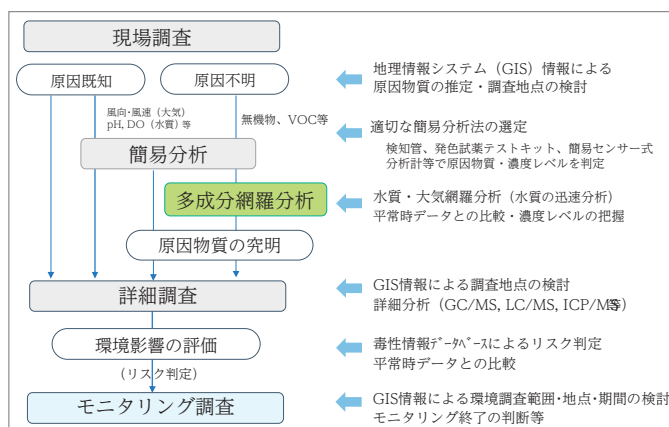 現場調査
原因既知
原因不明
地理情報システム（GIS）情報による
原因物質の推定・調査地点の検討
風向・風速（大気）
pH, DO（水質）等
無機物、VOC等
適切な簡易分析法の選定
検知管、発色試薬テストキット、簡易センサー式
分析計等で原因物質・濃度レベルを判定
簡易分析
多成分網羅分析
水質・大気網羅分析（水質の迅速分析）
平常時データとの比較・濃度レベルの把握
原因物質の究明
詳細調査
GIS情報による調査地点の検討
詳細分析（GC/MS, LC/MS, ICP/MS等）
環境影響の評価
（リスク判定）
毒性情報ﾃﾞｰﾀﾍﾞｰｽによるリスク判定
平常時データとの比較
モニタリング調査
GIS情報による環境調査範囲・地点・期間の検討
モニタリング終了の判断等